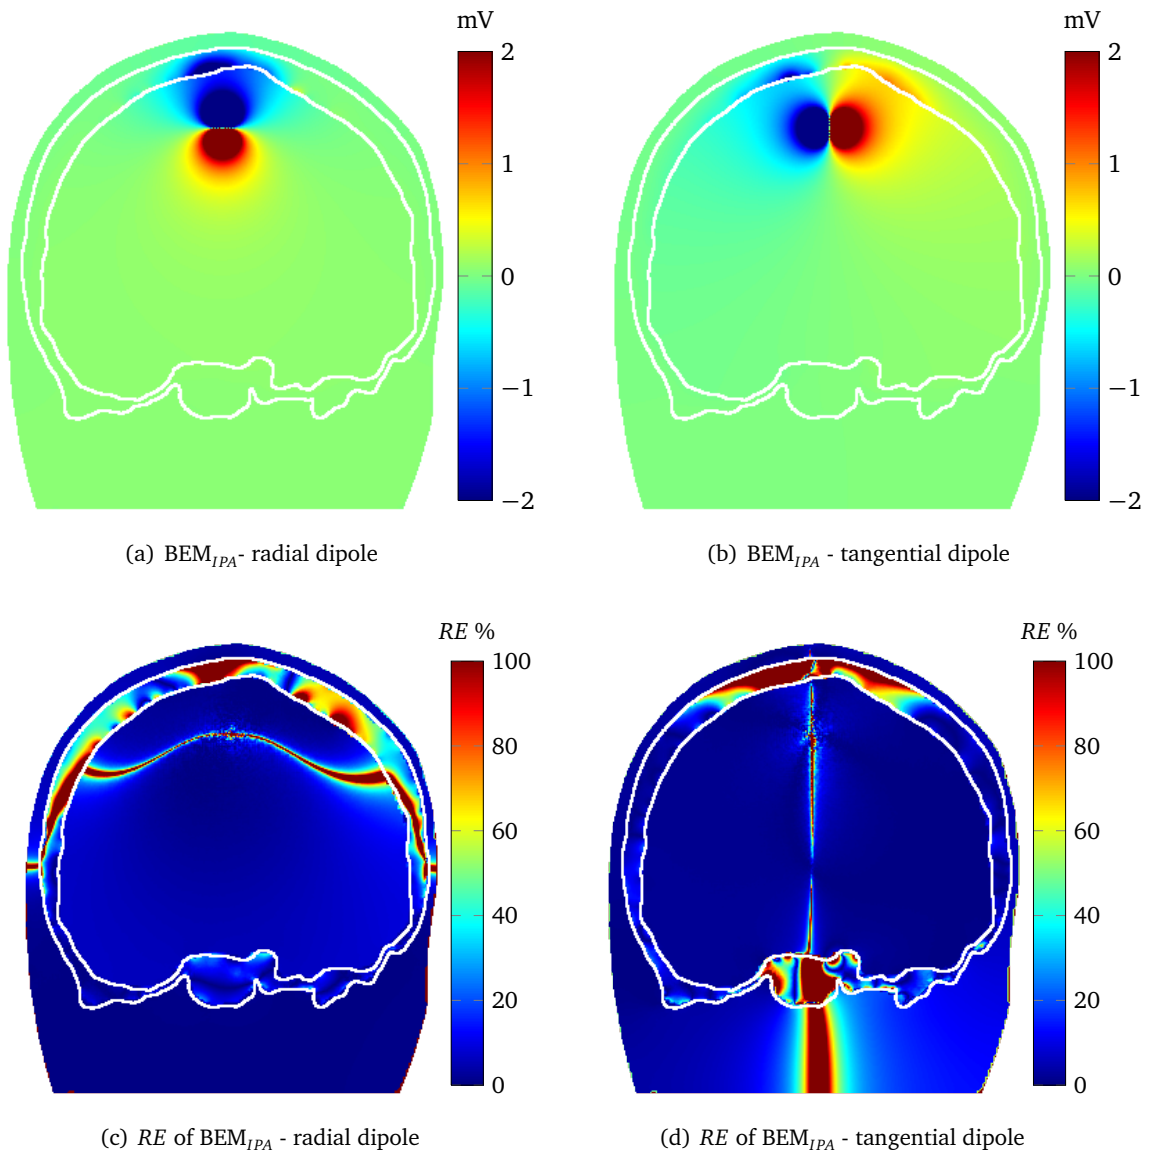 mV
2
1
0
−1
−2
mV
2
1
0
−1
−2
(a) BEM_IPA- radial dipole
(b) BEM_IPA - tangential dipole
RE %
100
80
60
40
20
0
RE %
100
80
60
40
20
0
(c) RE of BEM_IPA - radial dipole
(d) RE of BEM_IPA - tangential dipole